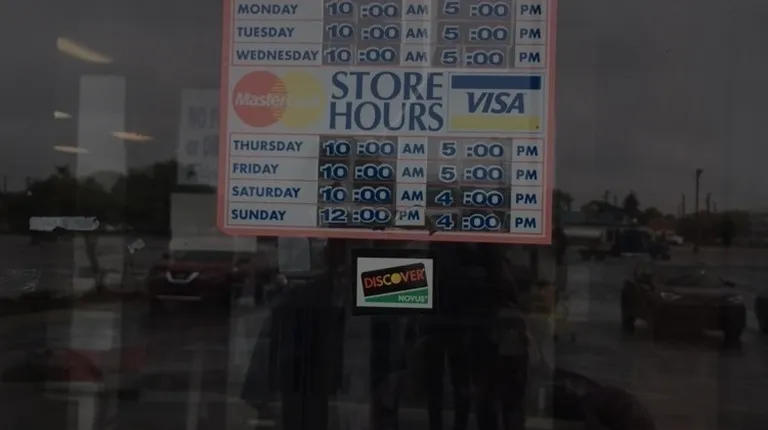 MONDAY 10 :00 AM 5 :00 PM
TUESDAY 10 :00 AM 5 :00 PM
WEDNESDAY 10 :00 AM 5 :00 PM
MasterCard STORE HOURS VISA
THURSDAY 10 :00 AM 5 :00 PM
FRIDAY 10 :00 AM 5 :00 PM
SATURDAY 10 :00 AM 4 :00 PM
SUNDAY 12 :00 PM 4 :00 PM
DISCOVER
NOVUS